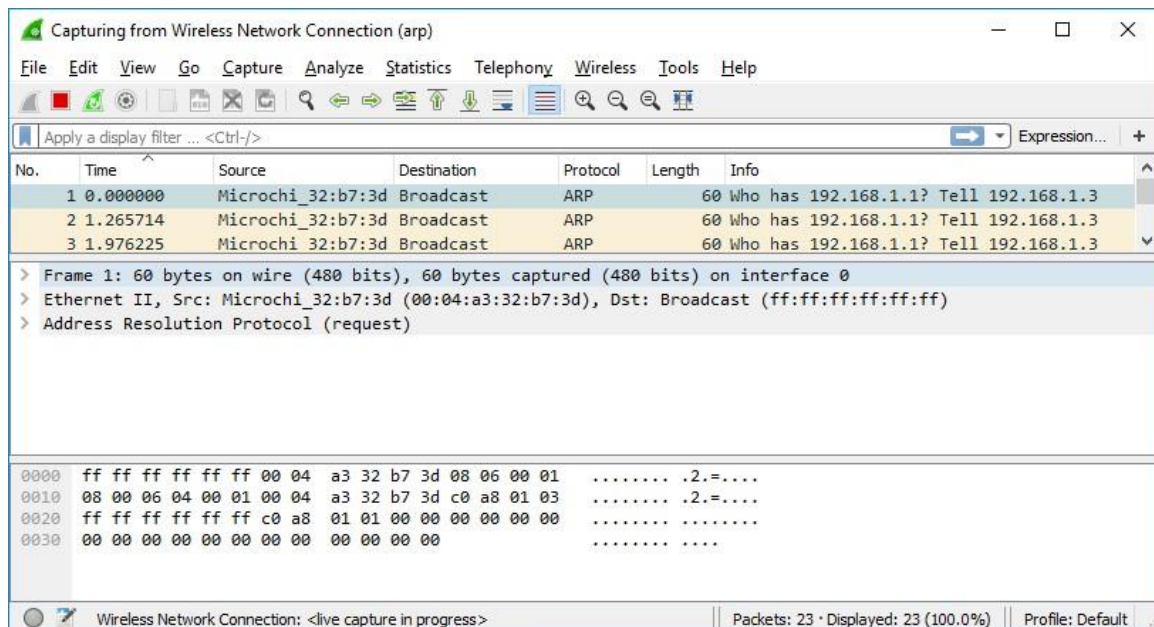 Capturing from Wireless Network Connection (arp)
File Edit View Go Capture Analyze Statistics Telephony Wireless Tools Help
Apply a display filter ... <Ctrl-/> Expression... +
No. Time Source Destination Protocol Length Info
1 0.000000 Microchi_32:b7:3d Broadcast ARP 60 Who has 192.168.1.1? Tell 192.168.1.3
2 1.265714 Microchi_32:b7:3d Broadcast ARP 60 Who has 192.168.1.1? Tell 192.168.1.3
3 1.976225 Microchi_32:b7:3d Broadcast ARP 60 Who has 192.168.1.1? Tell 192.168.1.3
> Frame 1: 60 bytes on wire (480 bits), 60 bytes captured (480 bits) on interface 0
> Ethernet II, Src: Microchi_32:b7:3d (00:04:a3:32:b7:3d), Dst: Broadcast (ff:ff:ff:ff:ff:ff)
> Address Resolution Protocol (request)
0000 ff ff ff ff ff ff 00 04 a3 32 b7 3d 08 06 00 01 ........ .2.=....
0010 08 00 06 04 00 01 00 04 a3 32 b7 3d c0 a8 01 03 ........ .2.=....
0020 ff ff ff ff ff ff c0 a8 01 01 00 00 00 00 00 00 ........ ........
0030 00 00 00 00 00 00 00 00 00 00 00 00 ........ ....
Wireless Network Connection: <live capture in progress> Packets: 23 · Displayed: 23 (100.0%) Profile: Default